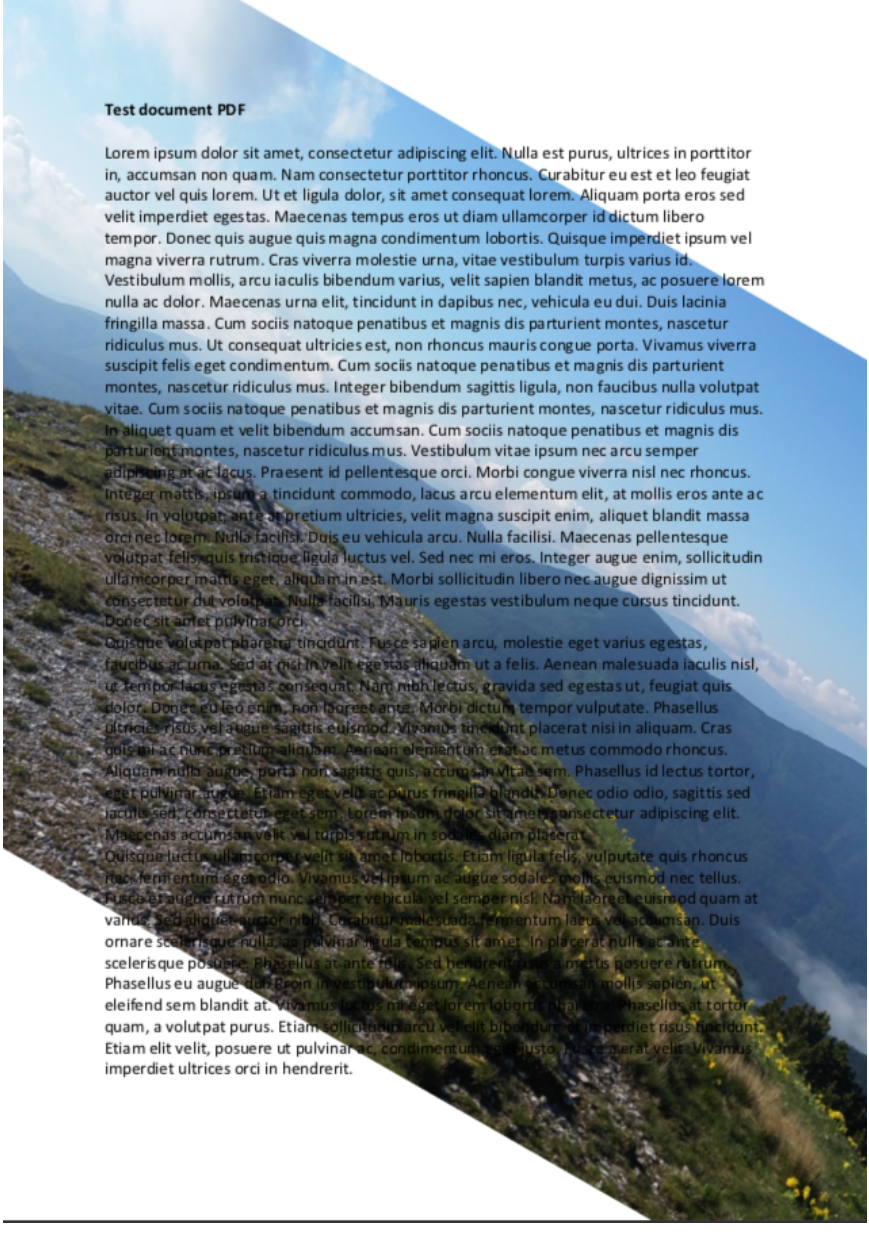 Test document PDF
Lorem ipsum dolor sit amet, consectetur adipiscing elit. Nulla est purus, ultrices in porttitor
in, accumsan non quam. Nam consectetur porttitor rhoncus. Curabitur eu est et leo feugiat
auctor vel quis lorem. Ut et ligula dolor, sit amet consequat lorem. Aliquam porta eros sed
velit imperdiet egestas. Maecenas tempus eros ut diam ullamcorper id dictum libero
tempor. Donec quis augue quis magna condimentum lobortis. Quisque imperdiet ipsum vel
magna viverra rutrum. Cras viverra molestie urna, vitae vestibulum turpis varius id.
Vestibulum mollis, arcu iaculis bibendum varius, velit sapien blandit metus, ac posuere lorem
nulla ac dolor. Maecenas urna elit, tincidunt in dapibus nec, vehicula eu dui. Duis lacinia
fringilla massa. Cum sociis natoque penatibus et magnis dis parturient montes, nascetur
ridiculus mus. Ut consequat ultricies est, non rhoncus mauris congue porta. Vivamus viverra
suscipit felis eget condimentum. Cum sociis natoque penatibus et magnis dis parturient
montes, nascetur ridiculus mus. Integer bibendum sagittis ligula, non faucibus nulla volutpat
vitae. Cum sociis natoque penatibus et magnis dis parturient montes, nascetur ridiculus mus.
In aliquet quam et velit bibendum accumsan. Cum sociis natoque penatibus et magnis dis
parturient montes, nascetur ridiculus mus. Vestibulum vitae ipsum nec arcu semper
adipiscing at ac lacus. Praesent id pellentesque orci. Morbi congue viverra nisl nec rhoncus.
Integer mattis, ipsum a tincidunt commodo, lacus arcu elementum elit, at mollis eros ante ac
risus. In volutpat, ante at pretium ultricies, velit magna suscipit enim, aliquet blandit massa
orci nec lorem. Nulla facilisi. Duis eu vehicula arcu. Nulla facilisi. Maecenas pellentesque
volutpat felis, quis tristique ligula luctus vel. Sed nec mi eros. Integer augue enim, sollicitudin
ullamcorper mattis eget, aliquam in est. Morbi sollicitudin libero nec augue dignissim ut
consectetur dui volutpat. Nulla facilisi. Mauris egestas vestibulum neque cursus tincidunt.
Donec sit amet pulvinar orci.
Quisque volutpat pharetra tincidunt. Fusce sapien arcu, molestie eget varius egestas,
faucibus ac urna. Sed at nisi in velit egestas aliquam ut a felis. Aenean malesuada iaculis nisl,
ut tempor lacus egestas consequat. Nam nibh lectus, gravida sed egestas ut, feugiat quis
dolor. Donec eu leo enim, non laoreet ante. Morbi dictum tempor vulputate. Phasellus
ultricies risus vel augue sagittis euismod. Vivamus tincidunt placerat nisi in aliquam. Cras
quis mi ac nunc pretium aliquam. Aenean elementum erat ac metus commodo rhoncus.
Aliquam nulla augue, porta non sagittis quis, accumsan vitae sem. Phasellus id lectus tortor,
eget pulvinar augue. Etiam eget velit ac purus fringilla blandit. Donec odio odio, sagittis sed
iaculis sed, consectetur eget sem. Lorem ipsum dolor sit amet, consectetur adipiscing elit.
Maecenas accumsan velit vel turpis rutrum in sodales diam placerat.
Quisque luctus ullamcorper velit sit amet lobortis. Etiam ligula felis, vulputate quis rhoncus
nec, fermentum eget odio. Vivamus vel ipsum ac augue sodales mollis euismod nec tellus.
Fusce et augue rutrum nunc semper vehicula vel semper nisl. Nam laoreet euismod quam at
varius. Sed aliquet auctor nibh. Curabitur malesuada fermentum lacus vel accumsan. Duis
ornare scelerisque nulla, ac pulvinar ligula tempus sit amet. In placerat nulla ac ante
scelerisque posuere. Phasellus at ante felis. Sed hendrerit risus a metus posuere rutrum.
Phasellus eu augue dui. Proin in vestibulum ipsum. Aenean accumsan mollis sapien, ut
eleifend sem blandit at. Vivamus luctus mi eget lorem lobortis pharetra. Phasellus at tortor
quam, a volutpat purus. Etiam sollicitudin arcu vel elit bibendum et imperdiet risus tincidunt.
Etiam elit velit, posuere ut pulvinar ac, condimentum eget justo. Fusce a erat velit. Vivamus
imperdiet ultrices orci in hendrerit.